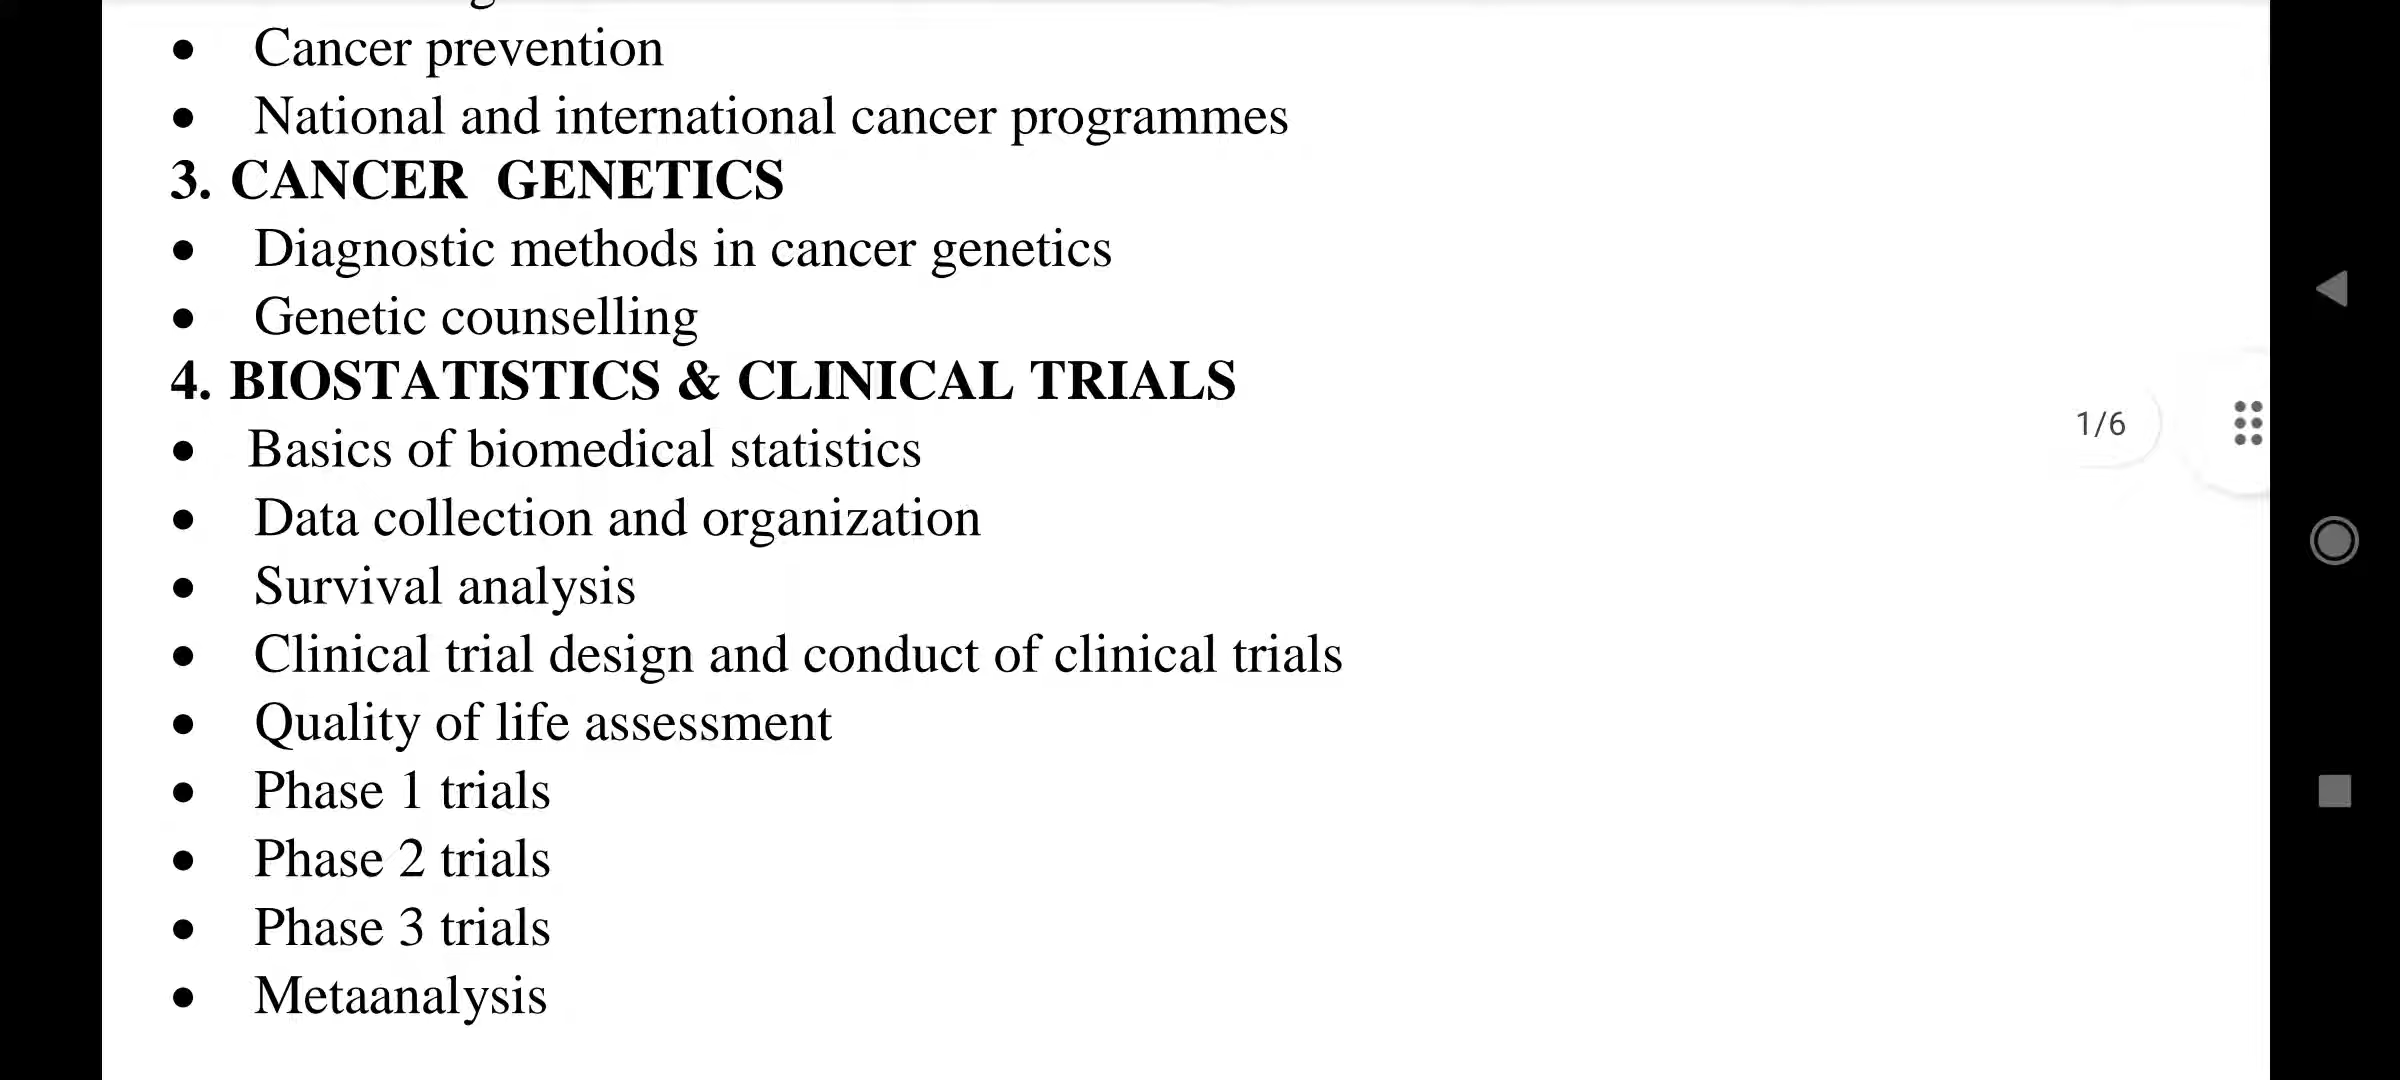 • Cancer prevention
• National and international cancer programmes
3. CANCER GENETICS
• Diagnostic methods in cancer genetics
• Genetic counselling
4. BIOSTATISTICS & CLINICAL TRIALS
• Basics of biomedical statistics
1/6
• Data collection and organization
• Survival analysis
• Clinical trial design and conduct of clinical trials
• Quality of life assessment
• Phase 1 trials
• Phase 2 trials
• Phase 3 trials
• Metaanalysis